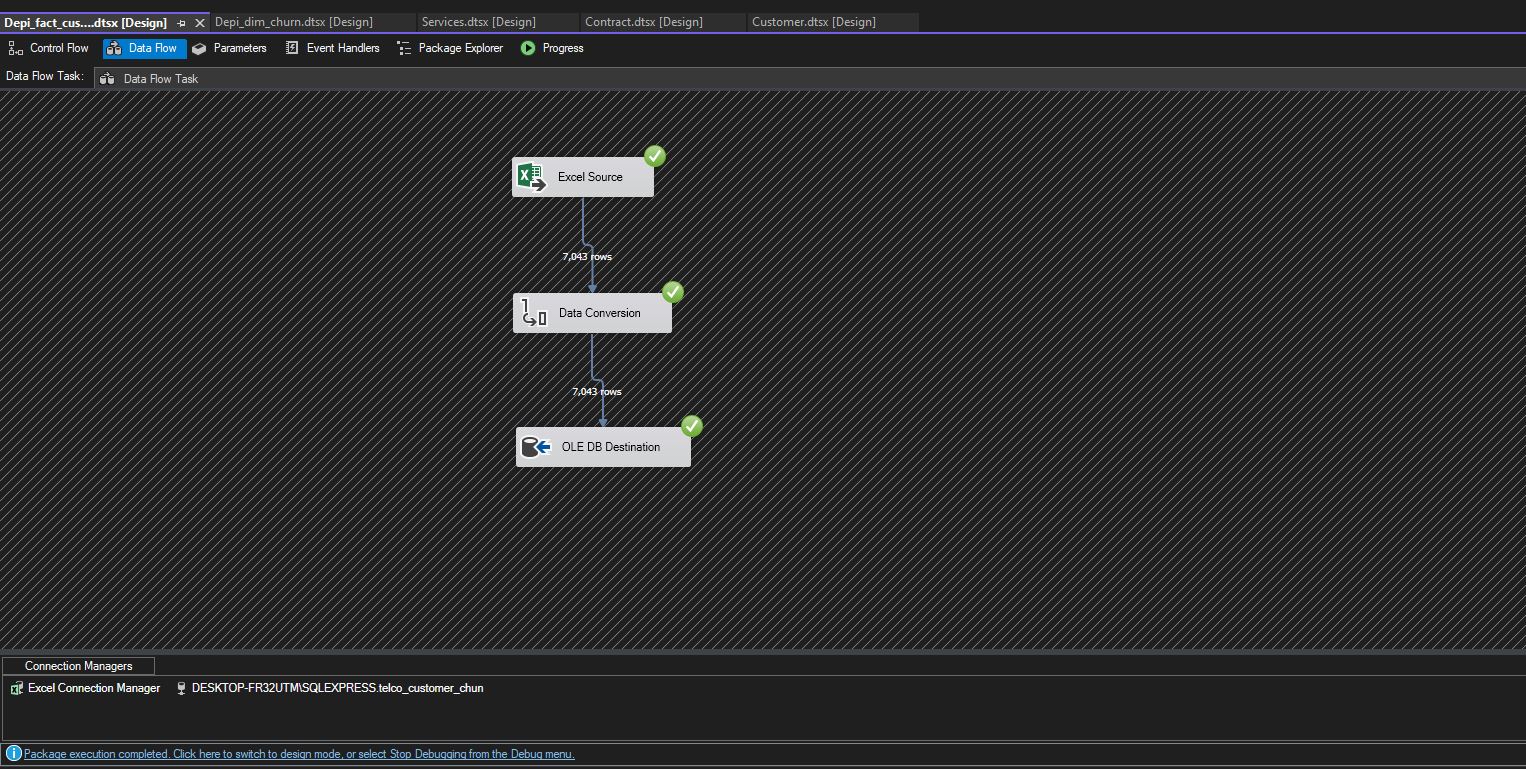 Depi_fact_cus....dtsx [Design] Depi_dim_churn.dtsx [Design] Services.dtsx [Design] Contract.dtsx [Design] Customer.dtsx [Design]
Control Flow Data Flow Parameters Event Handlers Package Explorer Progress
Data Flow Task: Data Flow Task
Excel Source
7,043 rows
Data Conversion
7,043 rows
OLE DB Destination
Connection Managers
Excel Connection Manager DESKTOP-FR32UTM\SQLEXPRESS.telco_customer_chun
Package execution completed. Click here to switch to design mode, or select Stop Debugging from the Debug menu.